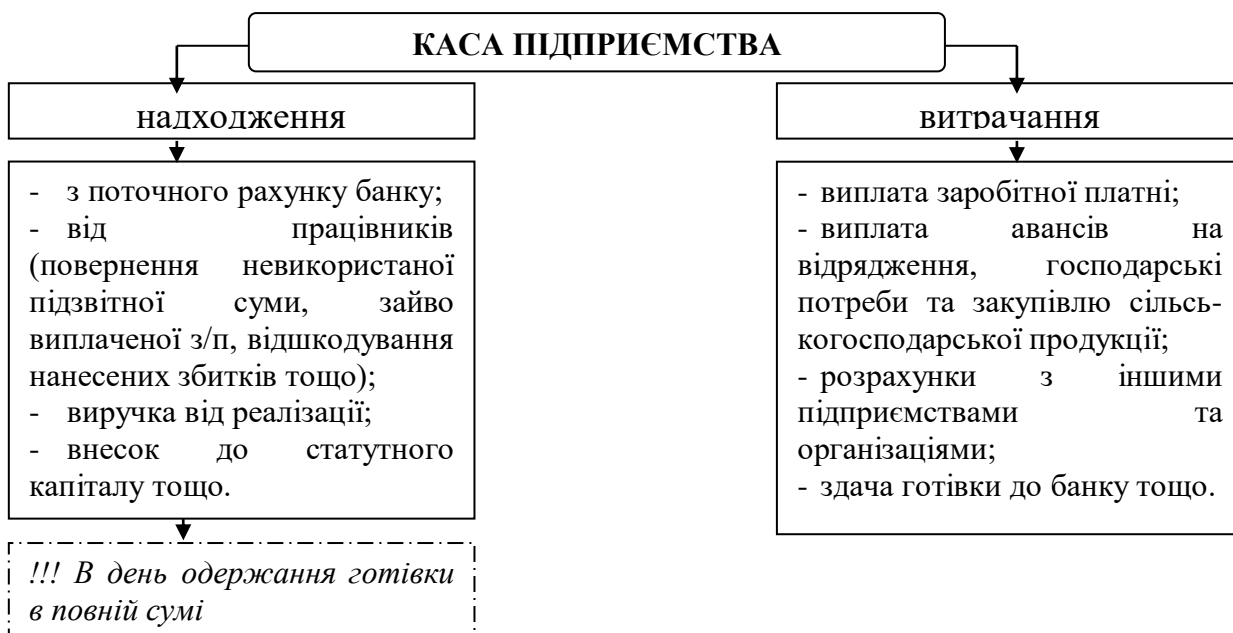 КАСА ПІДПРИЄМСТВА
надходження
- з поточного рахунку банку;
- від працівників
(повернення невикористаної
підзвітної суми, зайво
виплаченої з/п, відшкодування
нанесених збитків тощо);
- виручка від реалізації;
- внесок до статутного
капіталу тощо.
!!! В день одержання готівки
в повній сумі
витрачання
- виплата заробітної платні;
- виплата авансів на
відрядження, господарські
потреби та закупівлю сільсь-
когосподарської продукції;
- розрахунки з іншими
підприємствами та
організаціями;
- здача готівки до банку тощо.